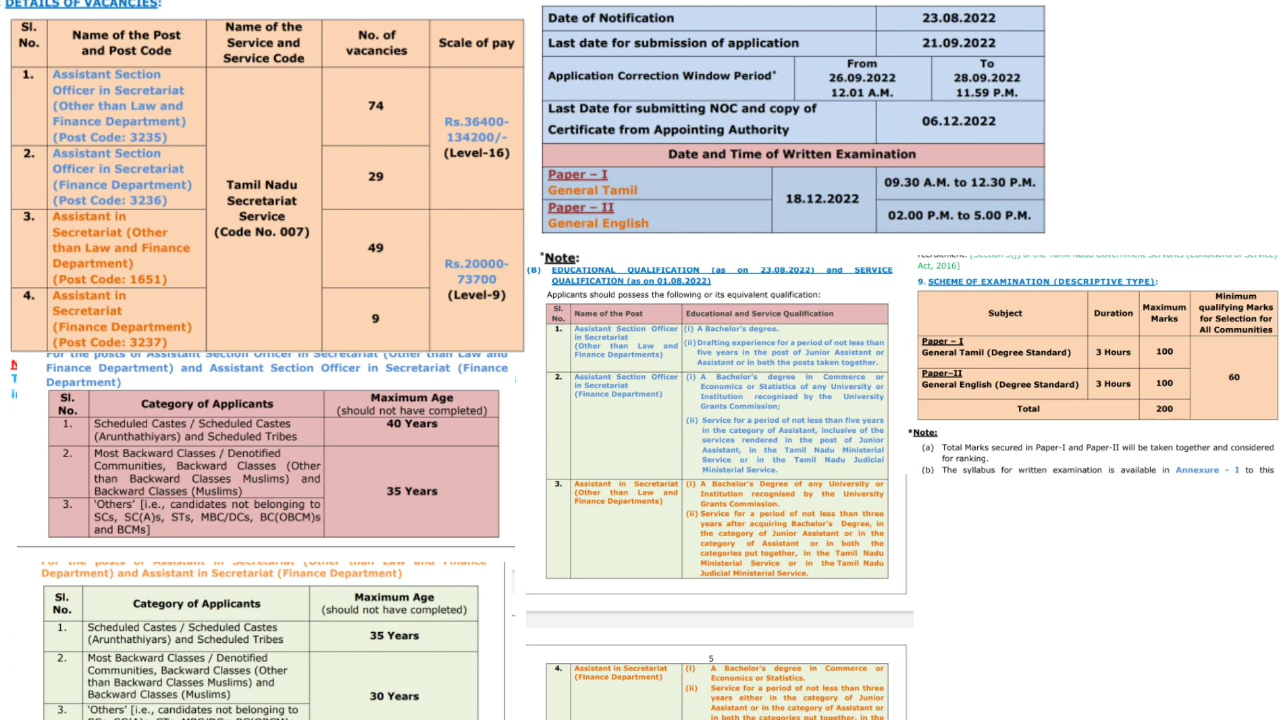 DETAILS OF VACANCIES:
Sl.
No.
Name of the Post
and Post Code
Name of the
Service and
Service Code
No. of
vacancies
Scale of pay
1.
Assistant Section
Officer in Secretariat
(Other than Law and
Finance Department)
(Post Code: 3235)
74
Rs.36400-
134200/-
(Level-16)
2.
Assistant Section
Officer in Secretariat
(Finance Department)
(Post Code: 3236)
29
Tamil Nadu
Secretariat
Service
(Code No. 007)
3.
Assistant in
Secretariat (Other
than Law and Finance
Department)
(Post Code: 1651)
49
Rs.20000-
73700
(Level-9)
4.
Assistant in
Secretariat
(Finance Department)
(Post Code: 3237)
9
For the posts of Assistant Section Officer in Secretariat (Other than Law and
Finance Department) and Assistant Section Officer in Secretariat (Finance
Department)
Sl.
No.
Category of Applicants
Maximum Age
(should not have completed)
1.
Scheduled Castes / Scheduled Castes
(Arunthathiyars) and Scheduled Tribes
40 Years
2.
Most Backward Classes / Denotified
Communities, Backward Classes (Other
than Backward Classes Muslims) and
Backward Classes (Muslims)
35 Years
3.
'Others' [i.e., candidates not belonging to
SCs, SC(A)s, STs, MBC/DCs, BC(OBCM)s
and BCMs]
For the posts of Assistant in Secretariat (Other than Law and Finance
Department) and Assistant in Secretariat (Finance Department)
Sl.
No.
Category of Applicants
Maximum Age
(should not have completed)
1.
Scheduled Castes / Scheduled Castes
(Arunthathiyars) and Scheduled Tribes
35 Years
2.
Most Backward Classes / Denotified
Communities, Backward Classes (Other
than Backward Classes Muslims) and
Backward Classes (Muslims)
30 Years
3.
'Others' [i.e., candidates not belonging to
Date of Notification
23.08.2022
Last date for submission of application
21.09.2022
Application Correction Window Period*
From
26.09.2022
12.01 A.M.
To
28.09.2022
11.59 P.M.
Last Date for submitting NOC and copy of
Certificate from Appointing Authority
06.12.2022
Date and Time of Written Examination
Paper – I
General Tamil
18.12.2022
09.30 A.M. to 12.30 P.M.
Paper – II
General English
02.00 P.M. to 5.00 P.M.
*Note:
(B) EDUCATIONAL QUALIFICATION (as on 23.08.2022) and SERVICE
QUALIFICATION (as on 01.08.2022)
Applicants should possess the following or its equivalent qualification:
Sl.
No.
Name of the Post
Educational and Service Qualification
1.
Assistant Section Officer
in Secretariat
(Other than Law and
Finance Departments)
(i) A Bachelor's degree.
(ii) Drafting experience for a period of not less than
five years in the post of Junior Assistant or
Assistant or in both the posts taken together.
2.
Assistant Section Officer
in Secretariat
(Finance Department)
(i) A Bachelor's degree in Commerce or
Economics or Statistics of any University or
Institution recognised by the University
Grants Commission;
(ii) Service for a period of not less than five years
in the category of Assistant, inclusive of the
services rendered in the post of Junior
Assistant, in the Tamil Nadu Ministerial
Service or in the Tamil Nadu Judicial
Ministerial Service.
3.
Assistant in Secretariat
(Other than Law and
Finance Departments)
(i) A Bachelor's Degree of any University or
Institution recognised by the University
Grants Commission.
(ii) Service for a period of not less than three
years after acquiring Bachelor's Degree, in
the category of Junior Assistant or in the
category of Assistant or in both the
categories put together, in the Tamil Nadu
Ministerial Service or in the Tamil Nadu
Judicial Ministerial Service.
5
4.
Assistant in Secretariat
(Finance Department)
(i) A Bachelor's degree in Commerce or
Economics or Statistics.
(ii) Service for a period of not less than three
years either in the category of Junior
Assistant or in the category of Assistant or
in both the categories put together, in the
Act, 2016]
9. SCHEME OF EXAMINATION (DESCRIPTIVE TYPE):
Subject
Duration
Maximum
Marks
Minimum
qualifying Marks
for Selection for
All Communities
Paper – I
General Tamil (Degree Standard)
3 Hours
100
60
Paper–II
General English (Degree Standard)
3 Hours
100
Total
200
*Note:
(a) Total Marks secured in Paper-I and Paper-II will be taken together and considered
for ranking.
(b) The syllabus for written examination is available in Annexure - I to this